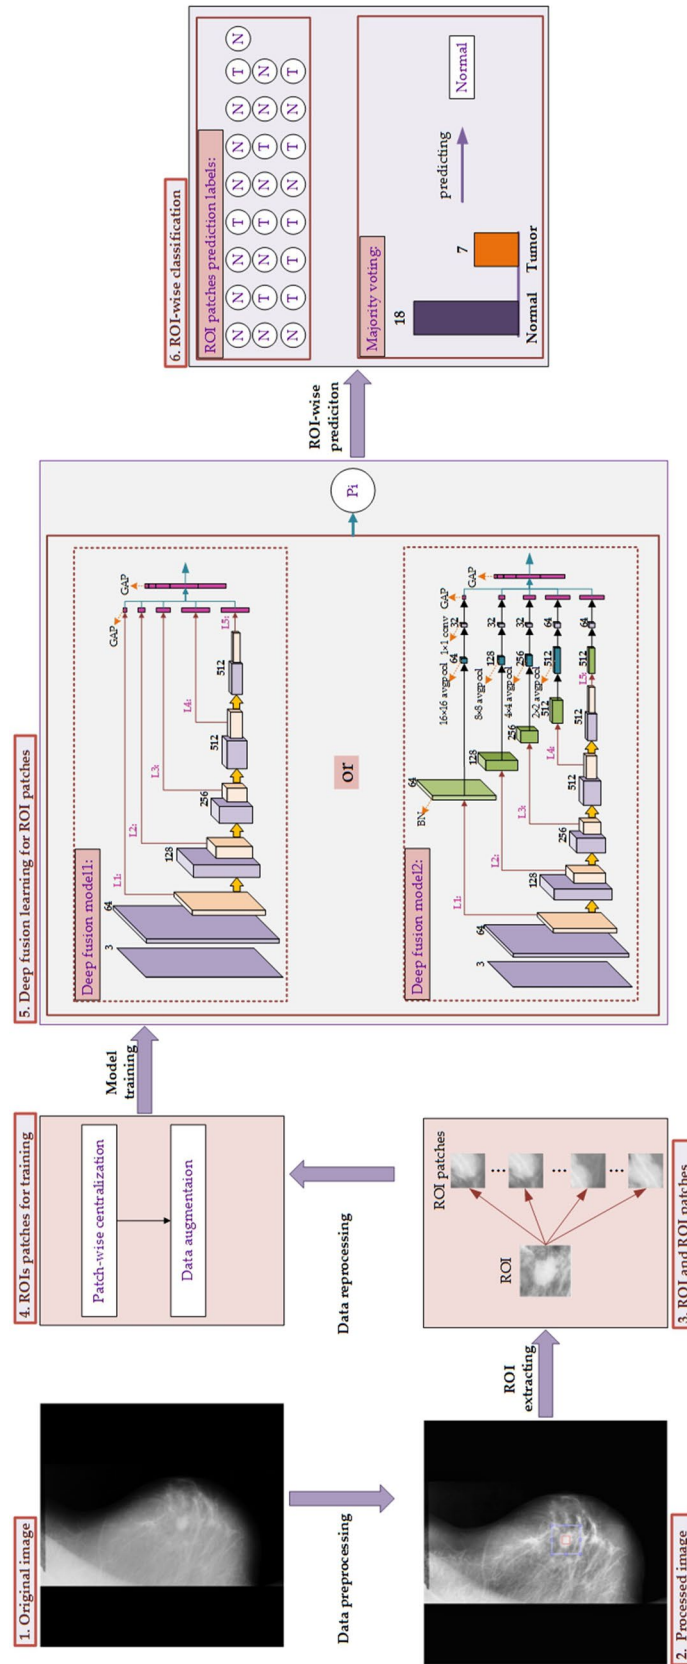 1. Original image
Data preprocessing
2. Processed image
ROI
extracting
3. ROI and ROI patches
ROI
ROI patches
...
...
...
Data reprocessing
4. ROIs patches for training
Patch-wise centralization
Data augmentaion
Model
training
5. Deep fusion learning for ROI patches
Deep fusion model1:
3
64
128
256
512
512
L1:
L2:
L3:
L4:
L5:
GAP
GAP
or
Deep fusion model2:
3
64
128
256
512
512
L1:
L2:
L3:
L4:
L5:
BN
64
128
256
512
512
16×16 avgpool
8×8 avgpool
4×4 avgpool
2×2 avgpool
64
128
256
512
1×1 conv
32
32
32
64
64
GAP
GAP
Pi
ROI-wise
prediciton
6. ROI-wise classification
ROI patches prediction labels:
N N N T N N N T N
N T N N N T N N
Majority voting:
18
7
Normal Tumor
predicting
Normal